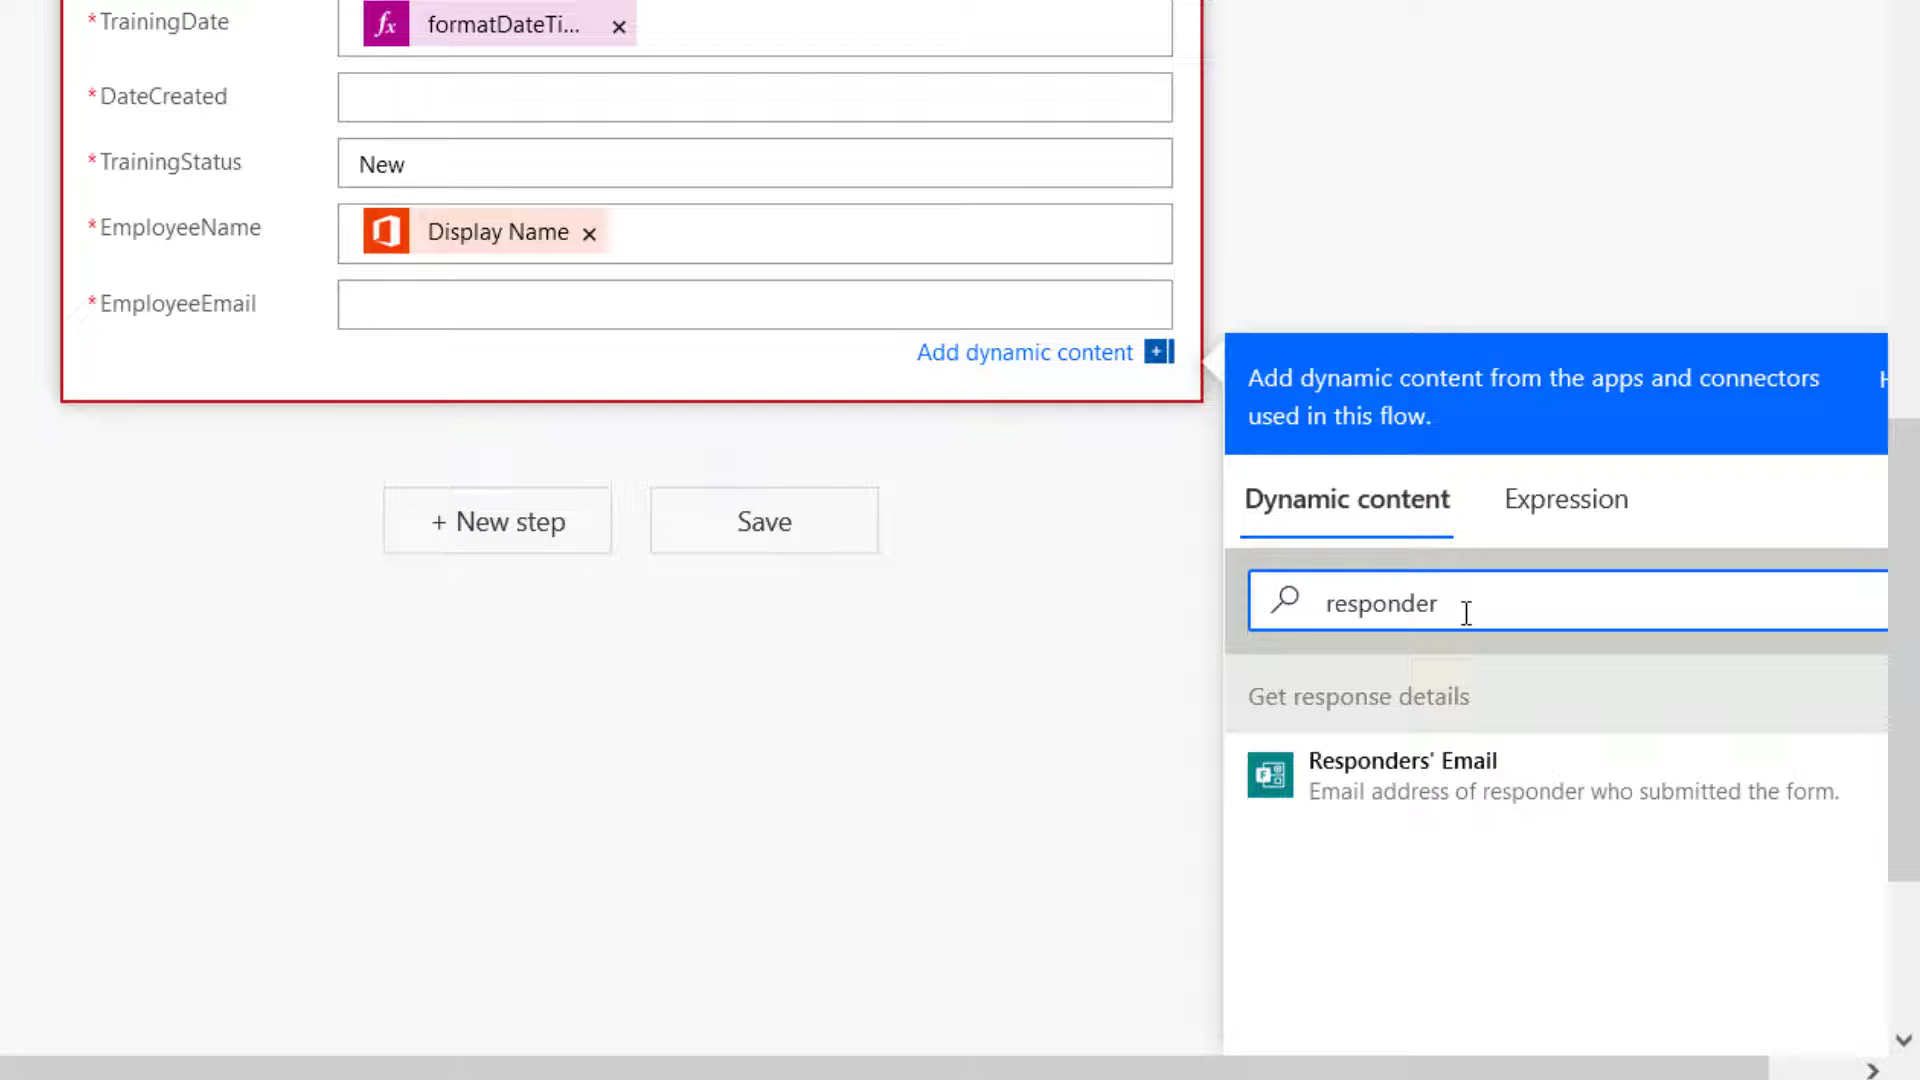 *TrainingDate
fx formatDateTi... ×
*DateCreated
*TrainingStatus
New
*EmployeeName
Display Name ×
*EmployeeEmail
Add dynamic content
Add dynamic content from the apps and connectors
used in this flow.
+ New step
Save
Dynamic content
Expression
responder
Get response details
Responders' Email
Email address of responder who submitted the form.